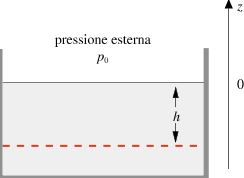 pressione esterna
p₀
z
0
h